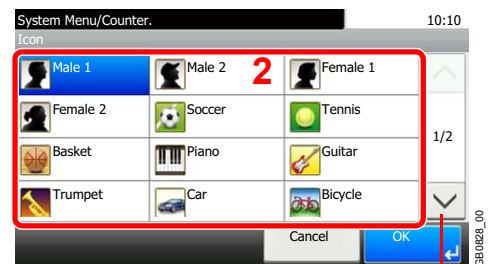 System Menu/Counter. 10:10
Icon
Male 1 Male 2 2 Female 1
Female 2 Soccer Tennis
1/2
Basket Piano Guitar
Trumpet Car Bicycle
Cancel OK
GB0828_00